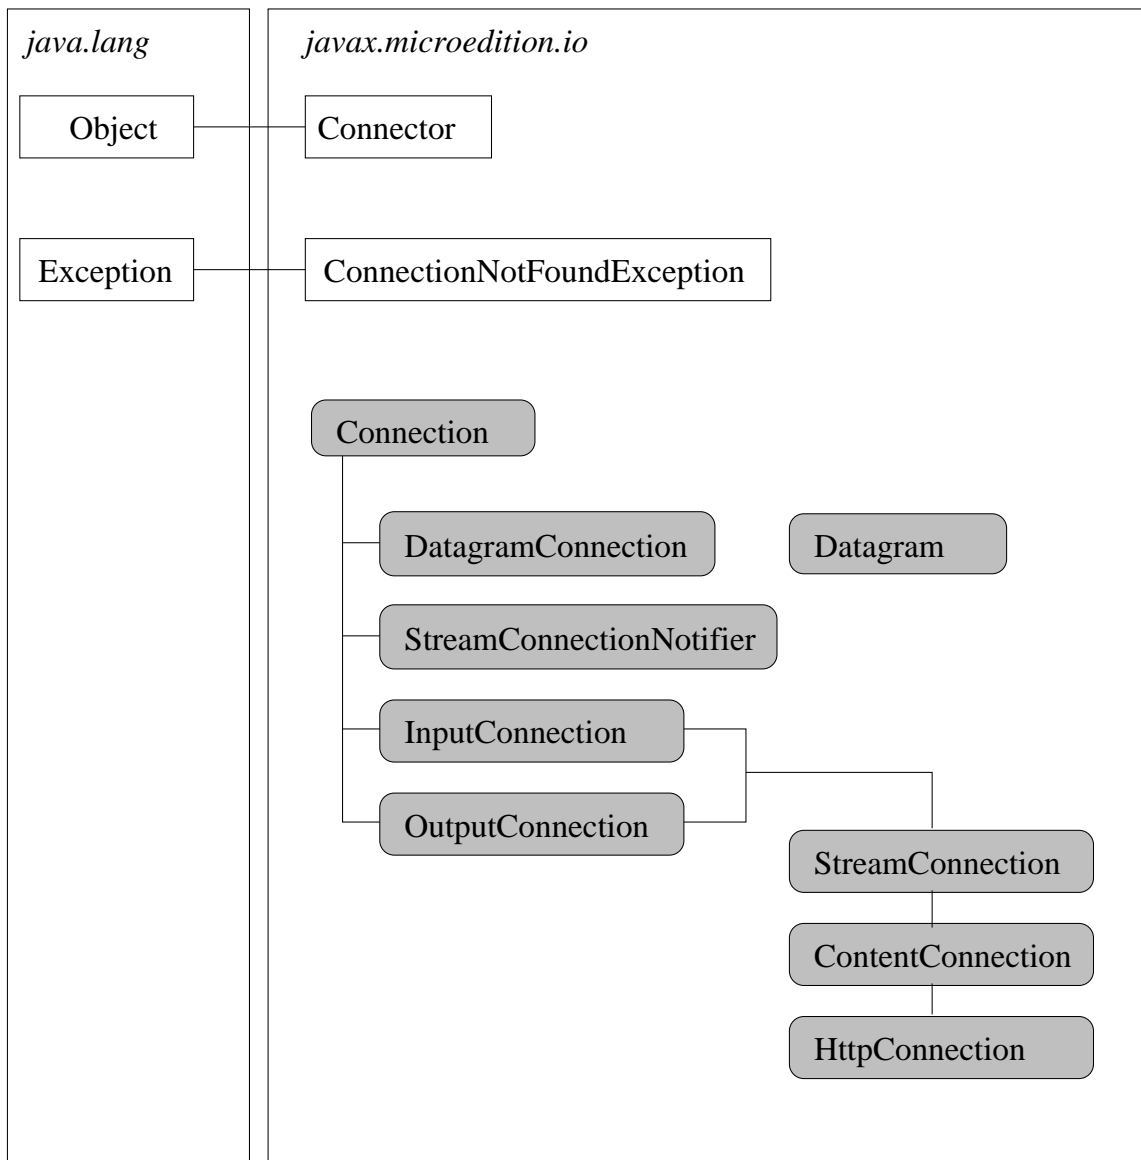 java.lang
javax.microedition.io
Object
Connector
Exception
ConnectionNotFoundException
Connection
DatagramConnection
Datagram
StreamConnectionNotifier
InputConnection
OutputConnection
StreamConnection
ContentConnection
HttpConnection